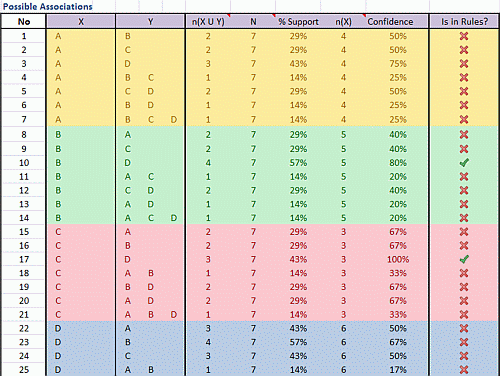 Possible Associations
No X Y n(X U Y) N % Support n(X) Confidence Is in Rules?
1 A B 2 7 29% 4 50%
2 A C 2 7 29% 4 50%
3 A D 3 7 43% 4 75%
4 A B C 1 7 14% 4 25%
5 A C D 2 7 29% 4 50%
6 A B D 1 7 14% 4 25%
7 A B C D 1 7 14% 4 25%
8 B A 2 7 29% 5 40%
9 B C 2 7 29% 5 40%
10 B D 4 7 57% 5 80%
11 B A C 1 7 14% 5 20%
12 B C D 2 7 29% 5 40%
13 B A D 1 7 14% 5 20%
14 B A C D 1 7 14% 5 20%
15 C A 2 7 29% 3 67%
16 C B 2 7 29% 3 67%
17 C D 3 7 43% 3 100%
18 C A B 1 7 14% 3 33%
19 C B D 2 7 29% 3 67%
20 C A D 2 7 29% 3 67%
21 C A B D 1 7 14% 3 33%
22 D A 3 7 43% 6 50%
23 D B 4 7 57% 6 67%
24 D C 3 7 43% 6 50%
25 D A B 1 7 14% 6 17%